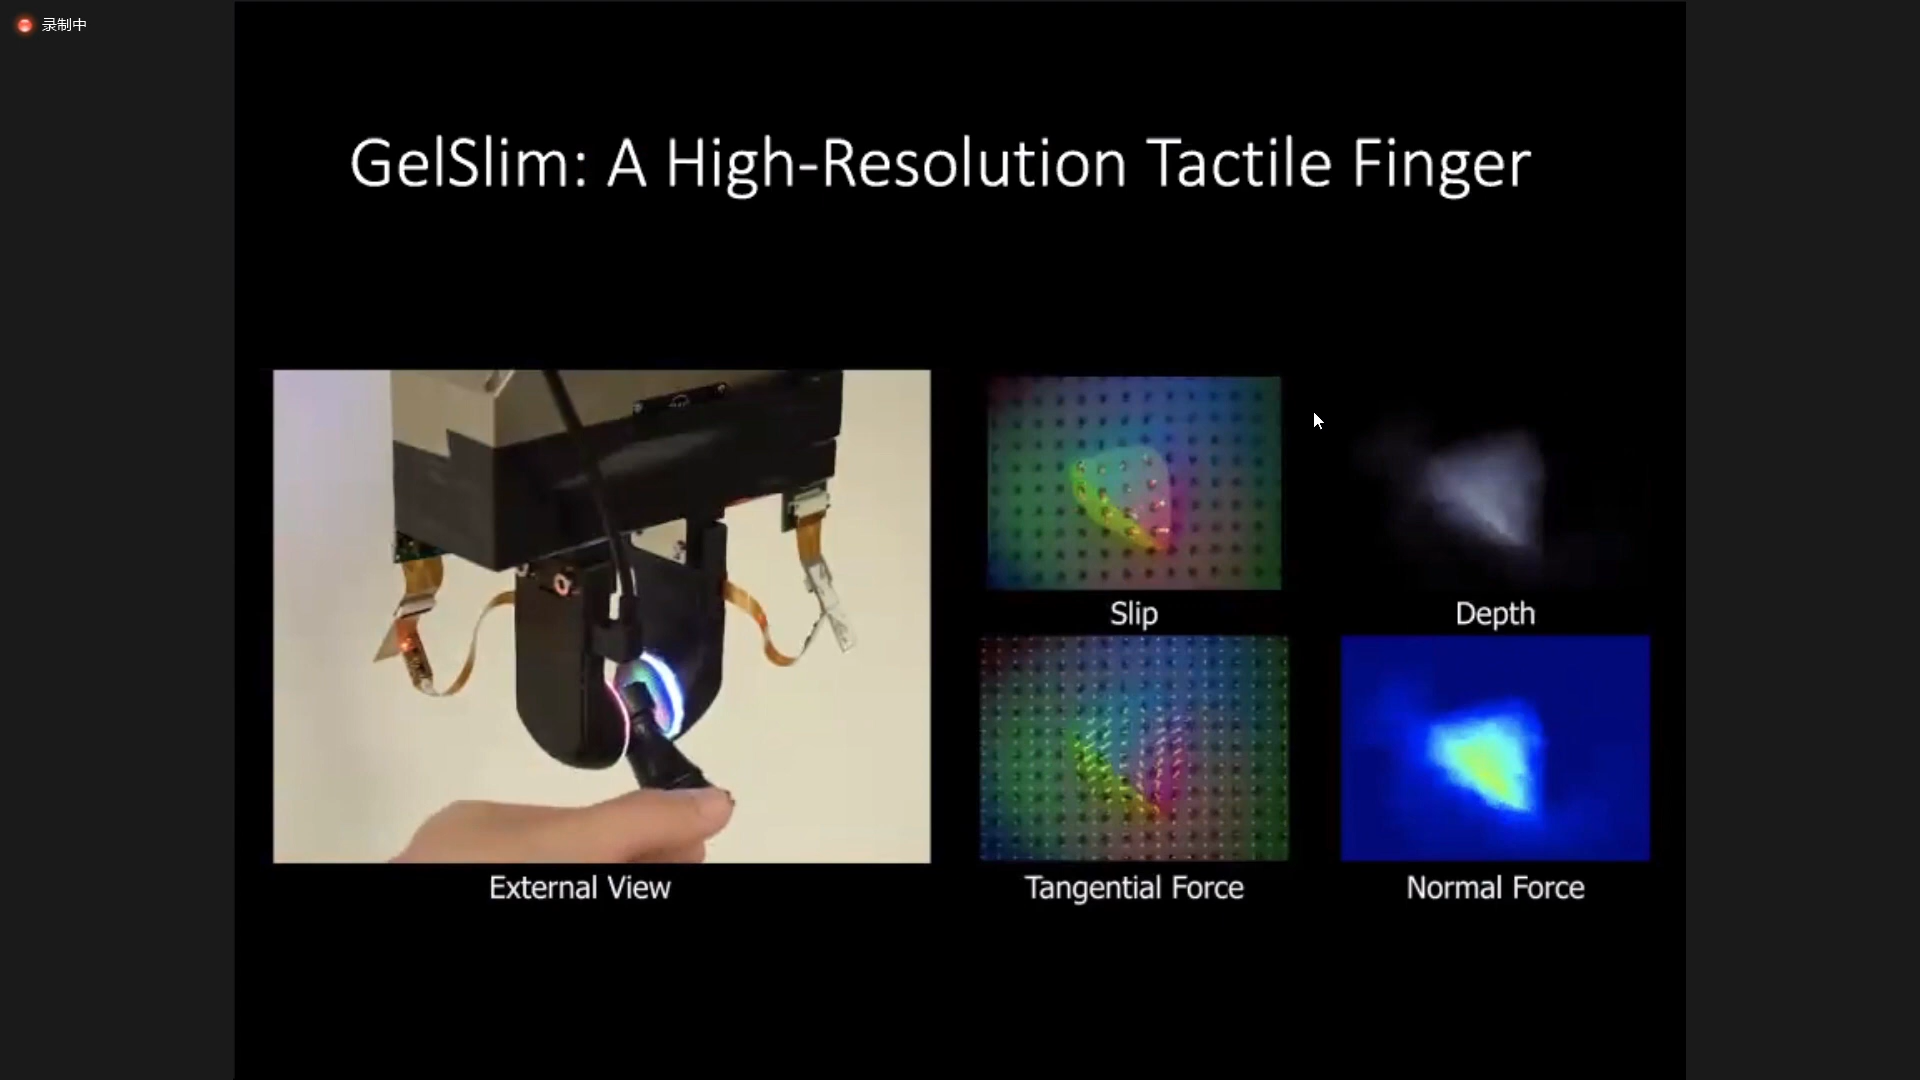 录制中
GelSlim: A High-Resolution Tactile Finger
Slip
Depth
External View
Tangential Force
Normal Force